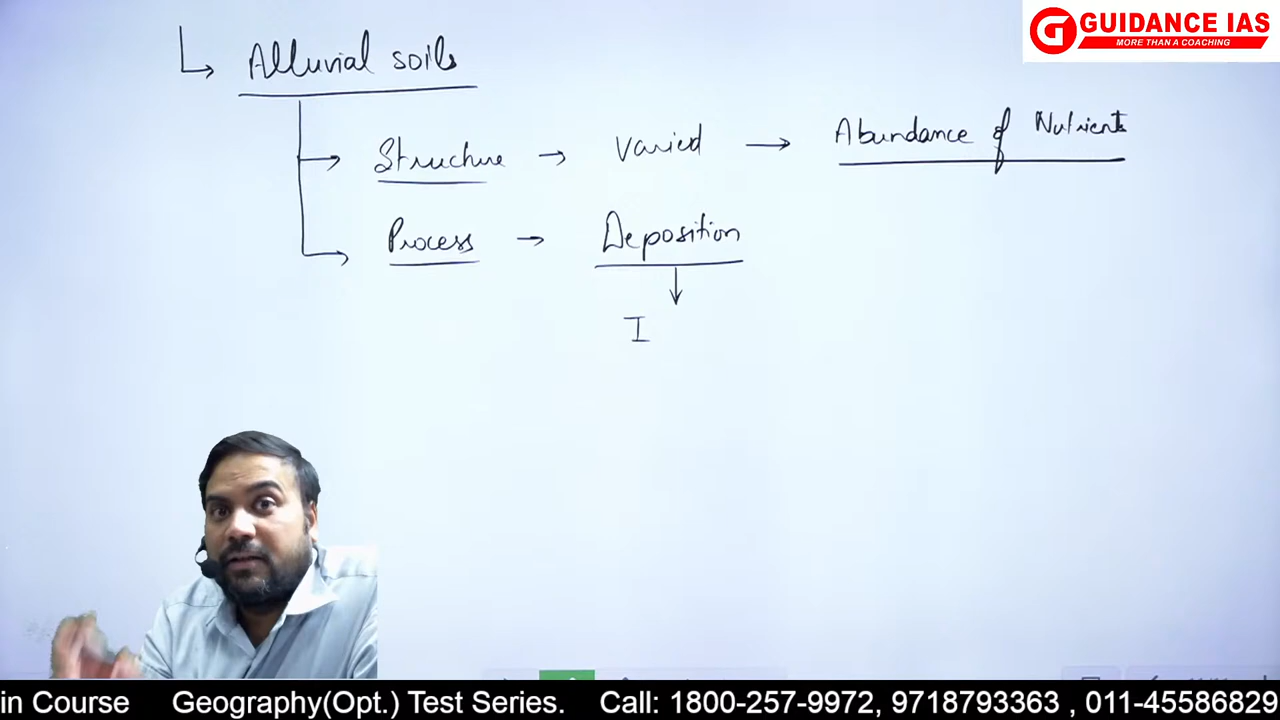 GUIDANCE IAS
MORE THAN A COACHING
Alluvial soils
Structure → Varied → Abundance of Nutrients
Process → Deposition
I
in Course Geography(Opt.) Test Series. Call: 1800-257-9972, 9718793363 , 011-45586829